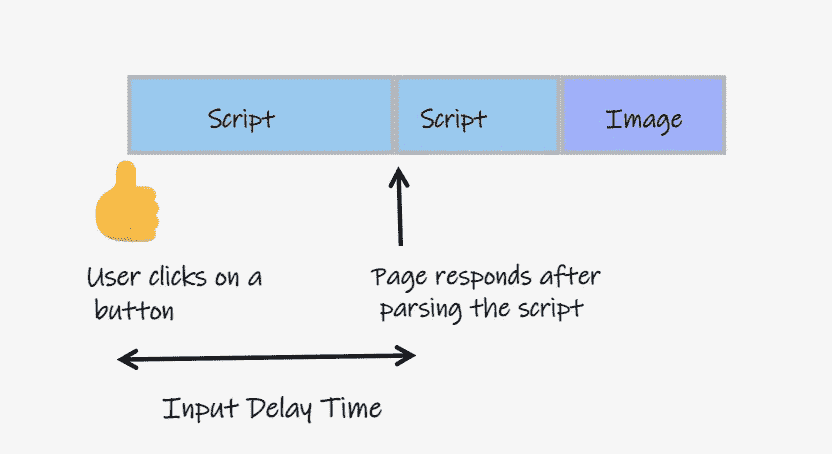 Script
Script
Image
User clicks on a
button
Page responds after
parsing the script
Input Delay Time